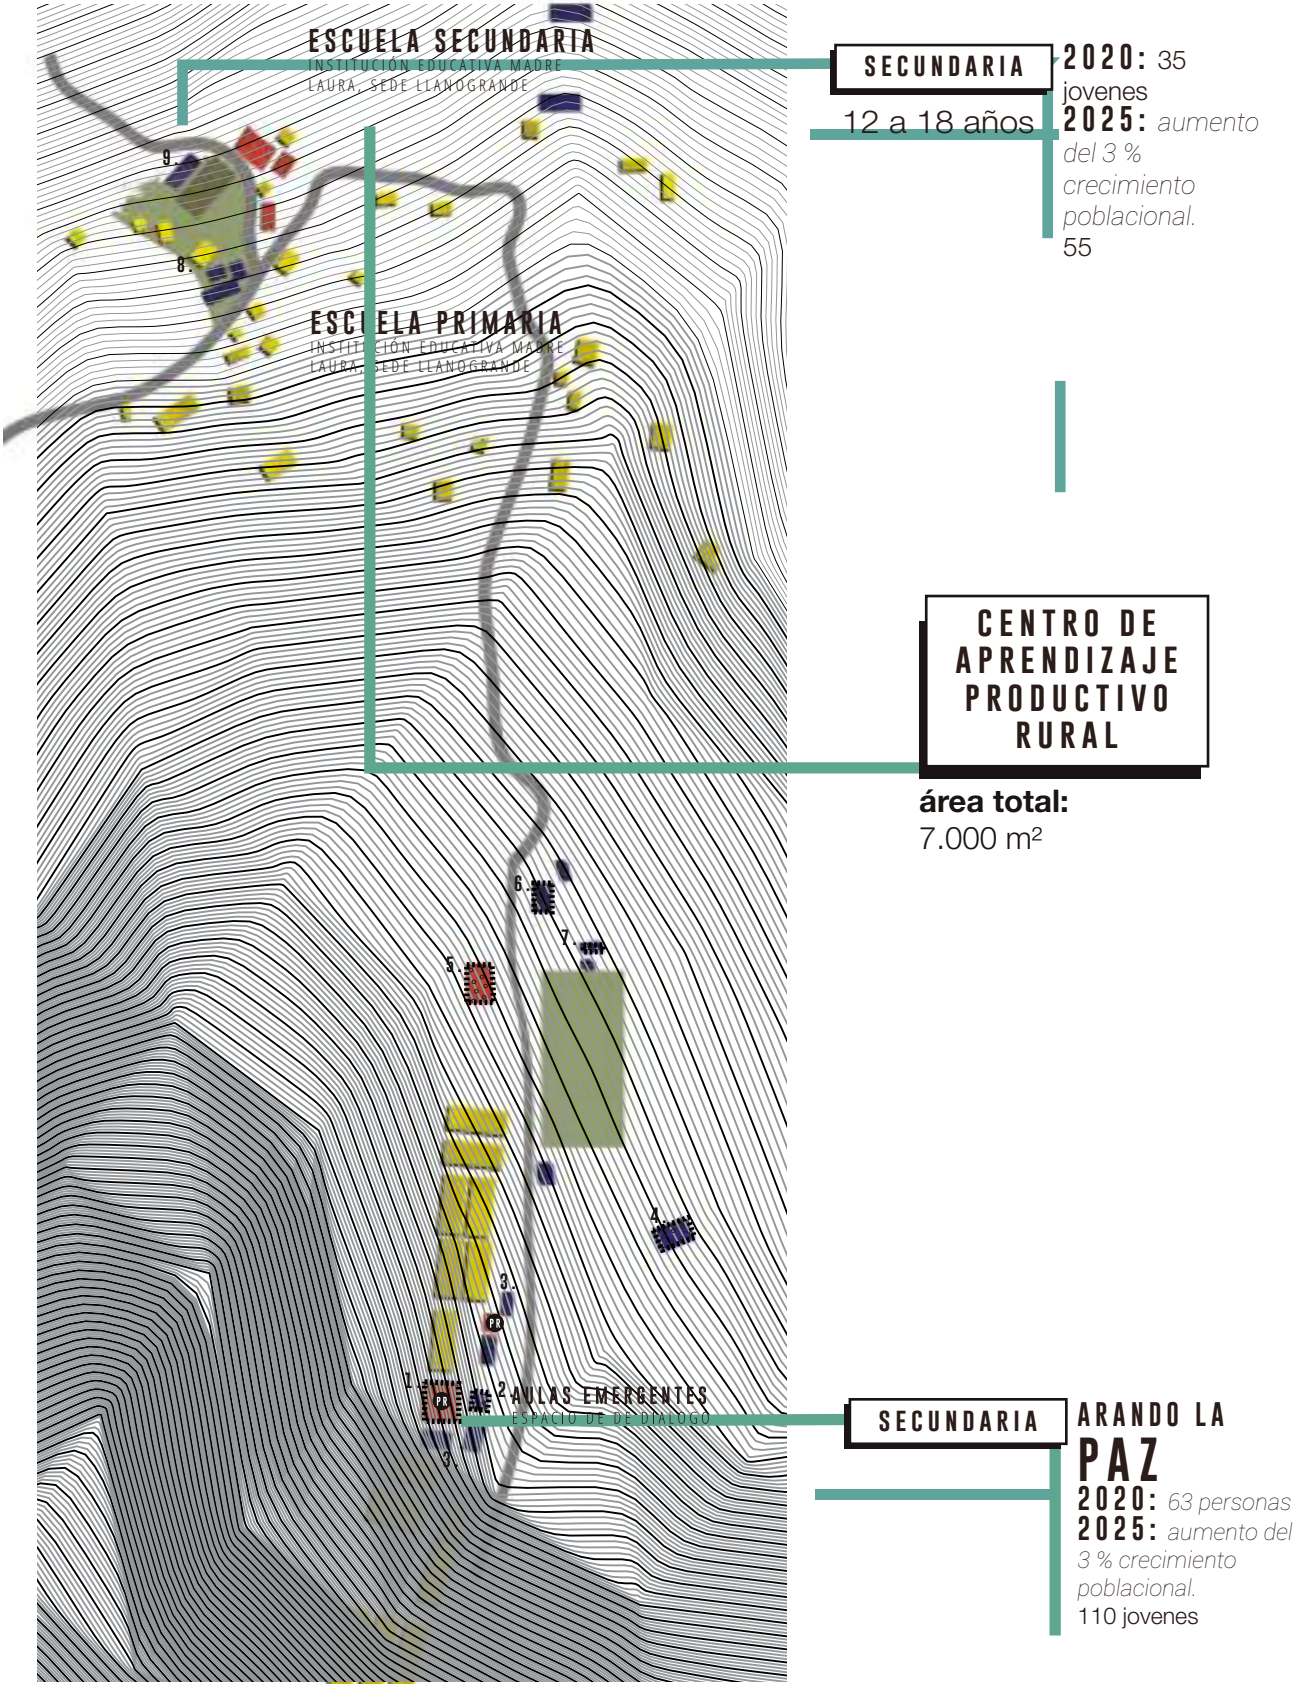 ESCUELA SECUNDARIA
INSTITUCIÓN EDUCATIVA MADRE
LAURA, SEDE LLANOGRANDE
SECUNDARIA
12 a 18 años
2020: 35
jovenes
2025: aumento
del 3 %
crecimiento
poblacional.
55
9.
8.
ESCUELA PRIMARIA
INSTITUCIÓN EDUCATIVA MADRE
LAURA, SEDE LLANOGRANDE
CENTRO DE
APRENDIZAJE
PRODUCTIVO
RURAL
área total:
7.000 m²
6.
7.
5.
4.
3.
PR
1.
PR
2.
AULAS EMERGENTES
ESPACIO DE DE DIALOGO
3.
SECUNDARIA
ARANDO LA
PAZ
2020: 63 personas
2025: aumento del
3 % crecimiento
poblacional.
110 jovenes